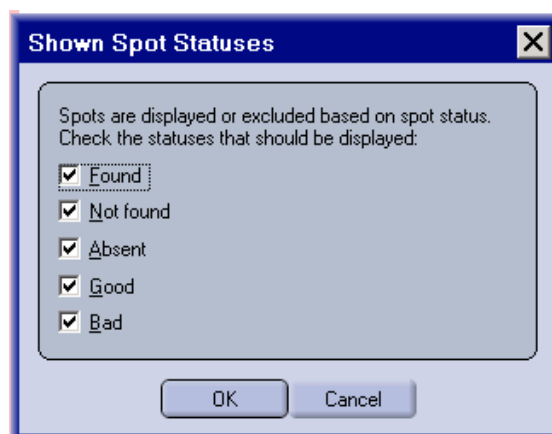 Shown Spot Statuses
Spots are displayed or excluded based on spot status.
Check the statuses that should be displayed:
Found
Not found
Absent
Good
Bad
OK Cancel